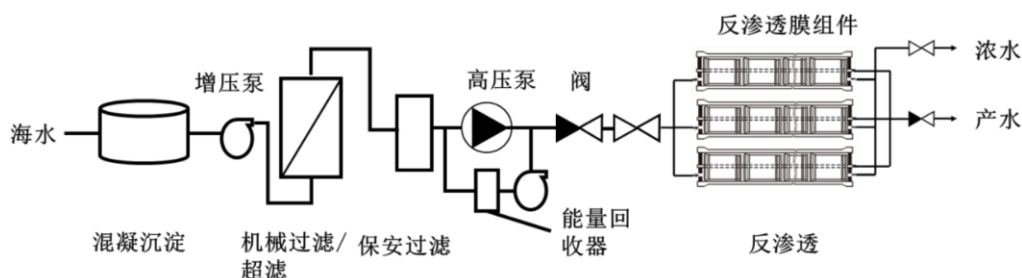 反渗透膜组件
浓水
增压泵
高压泵
阀
海水
产水
混凝沉淀
机械过滤/
超滤
保安过滤
能量回
收器
反渗透